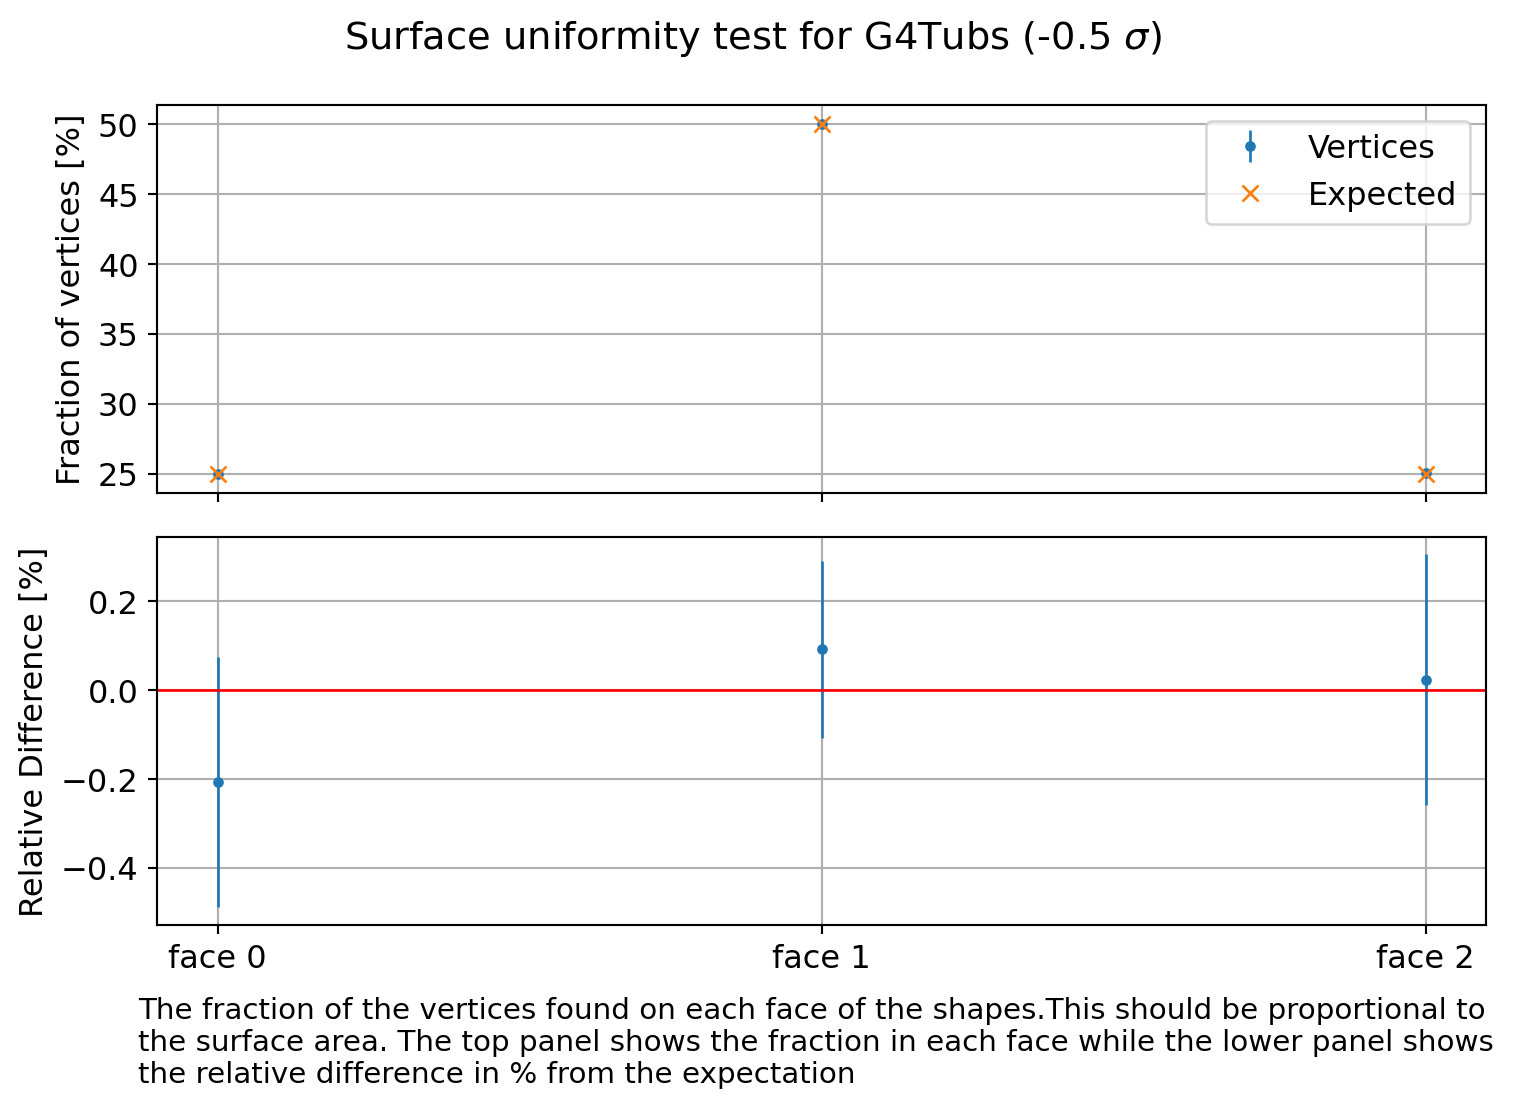 Surface uniformity test for G4Tubs (-0.5 σ)
Fraction of vertices [%]
50
45
40
35
30
25
Vertices
Expected
Relative Difference [%]
0.2
0.0
−0.2
−0.4
face 0
face 1
face 2
The fraction of the vertices found on each face of the shapes.This should be proportional to
the surface area. The top panel shows the fraction in each face while the lower panel shows
the relative difference in % from the expectation